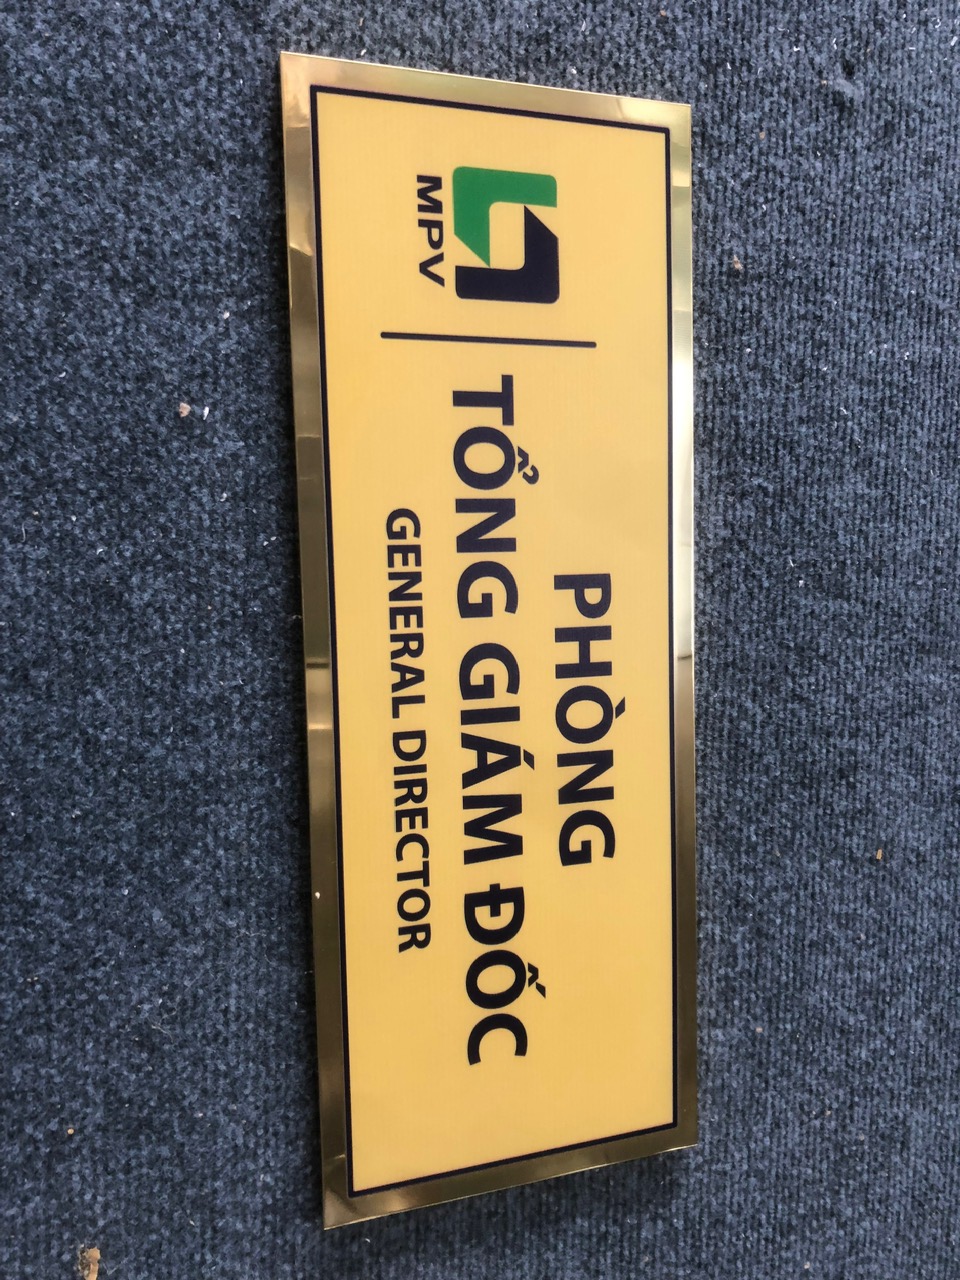 MPV
PHÒNG
TỔNG GIÁM ĐỐC
GENERAL DIRECTOR